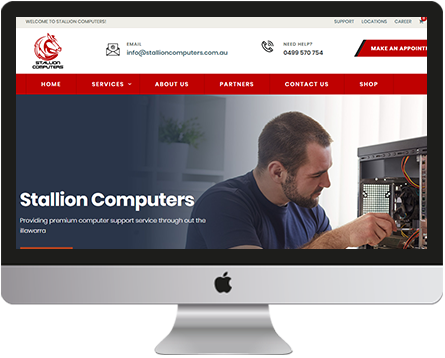 WELCOME TO STALLION COMPUTERS!
SUPPORT LOCATIONS CAREER
STALLION
COMPUTERS
EMAIL
info@stallioncomputers.com.au
NEED HELP?
0499 570 754
MAKE AN APPOINT
HOME SERVICES ABOUT US PARTNERS CONTACT US SHOP
Stallion Computers
Providing premium computer support service through out the
illaworra